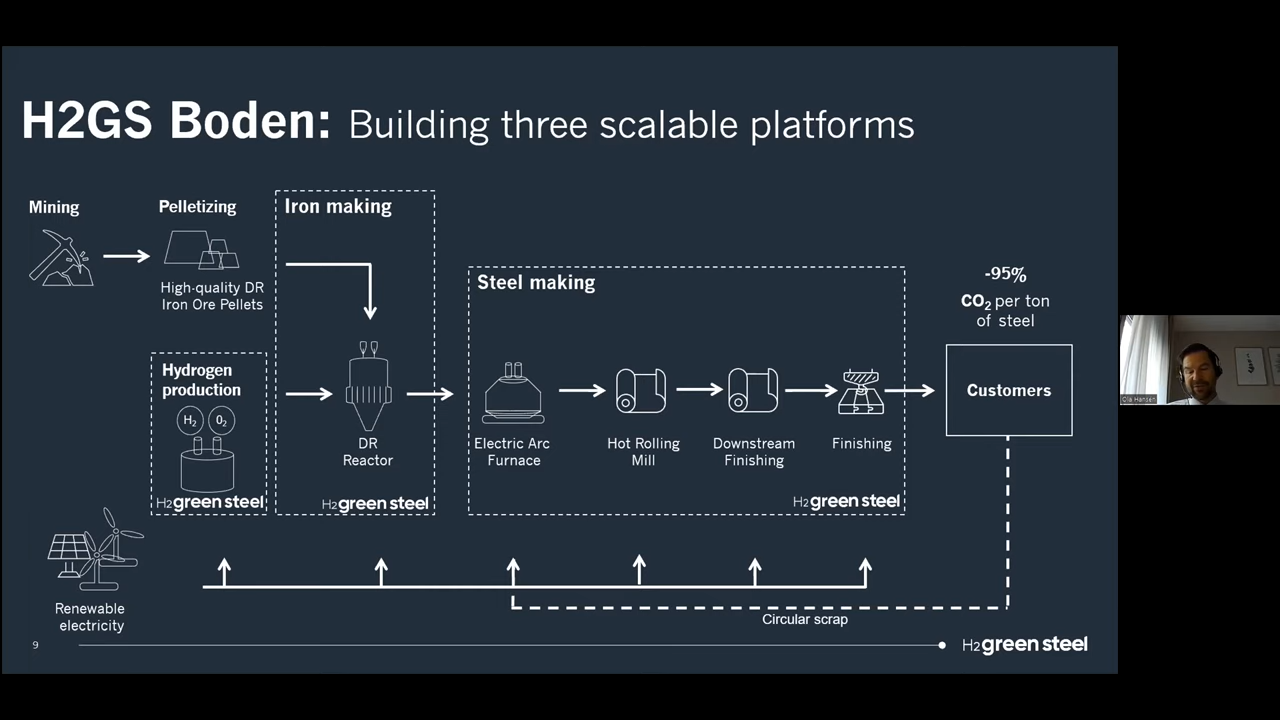 H2GS Boden: Building three scalable platforms
Mining
Pelletizing
High-quality DR
Iron Ore Pellets
Iron making
Hydrogen
production
H₂ O₂
H₂green steel
DR
Reactor
H₂green steel
Steel making
Electric Arc
Furnace
Hot Rolling
Mill
Downstream
Finishing
Finishing
H₂green steel
-95%
CO₂ per ton
of steel
Customers
Renewable
electricity
Circular scrap
9
H₂green steel
Ola Hansén